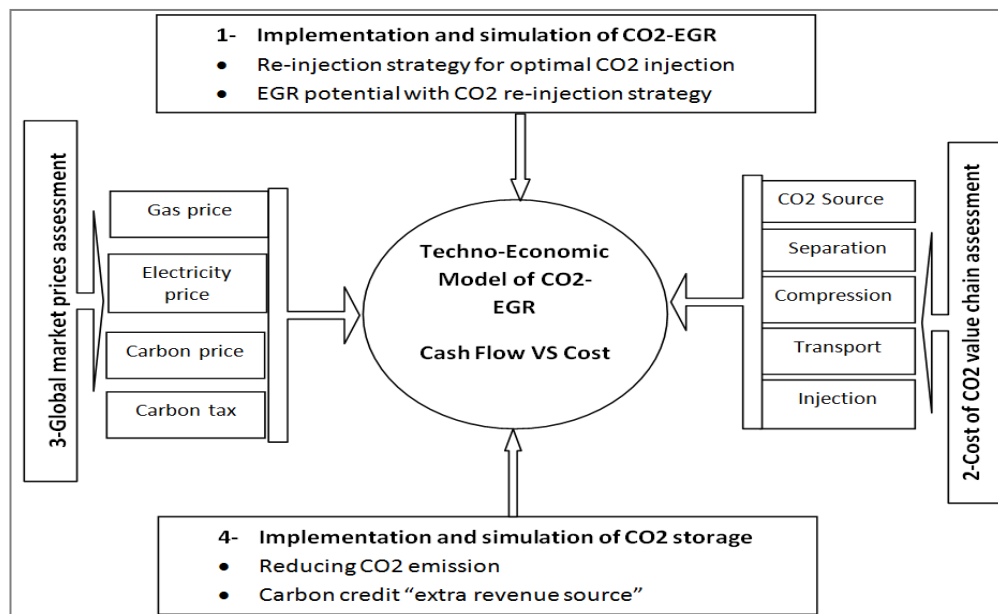 1- Implementation and simulation of CO2-EGR
● Re-injection strategy for optimal CO2 injection
● EGR potential with CO2 re-injection strategy
3-Global market prices assessment
Gas price
Electricity
price
Carbon price
Carbon tax
Techno-Economic
Model of CO2-
EGR
Cash Flow VS Cost
CO2 Source
Separation
Compression
Transport
Injection
2-Cost of CO2 value chain assessment
4- Implementation and simulation of CO2 storage
● Reducing CO2 emission
● Carbon credit “extra revenue source”